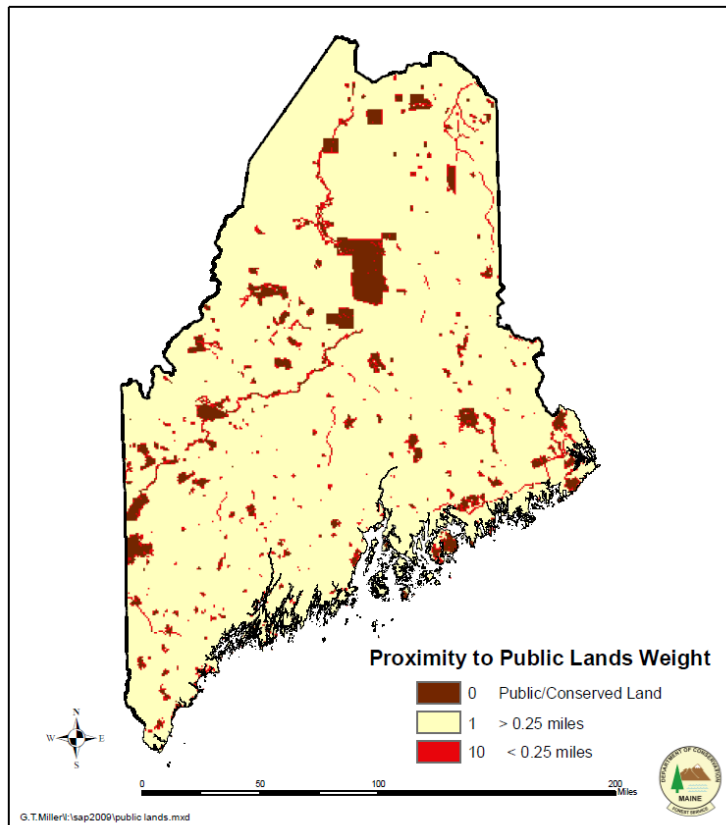 Proximity to Public Lands Weight
0 Public/Conserved Land
1 > 0.25 miles
10 < 0.25 miles
N
W E
S
0 50 100 200
Miles
DEPARTMENT OF CONSERVATION
MAINE
FOREST SERVICE
G.T.Miller\l:\sap2009\public lands.mxd